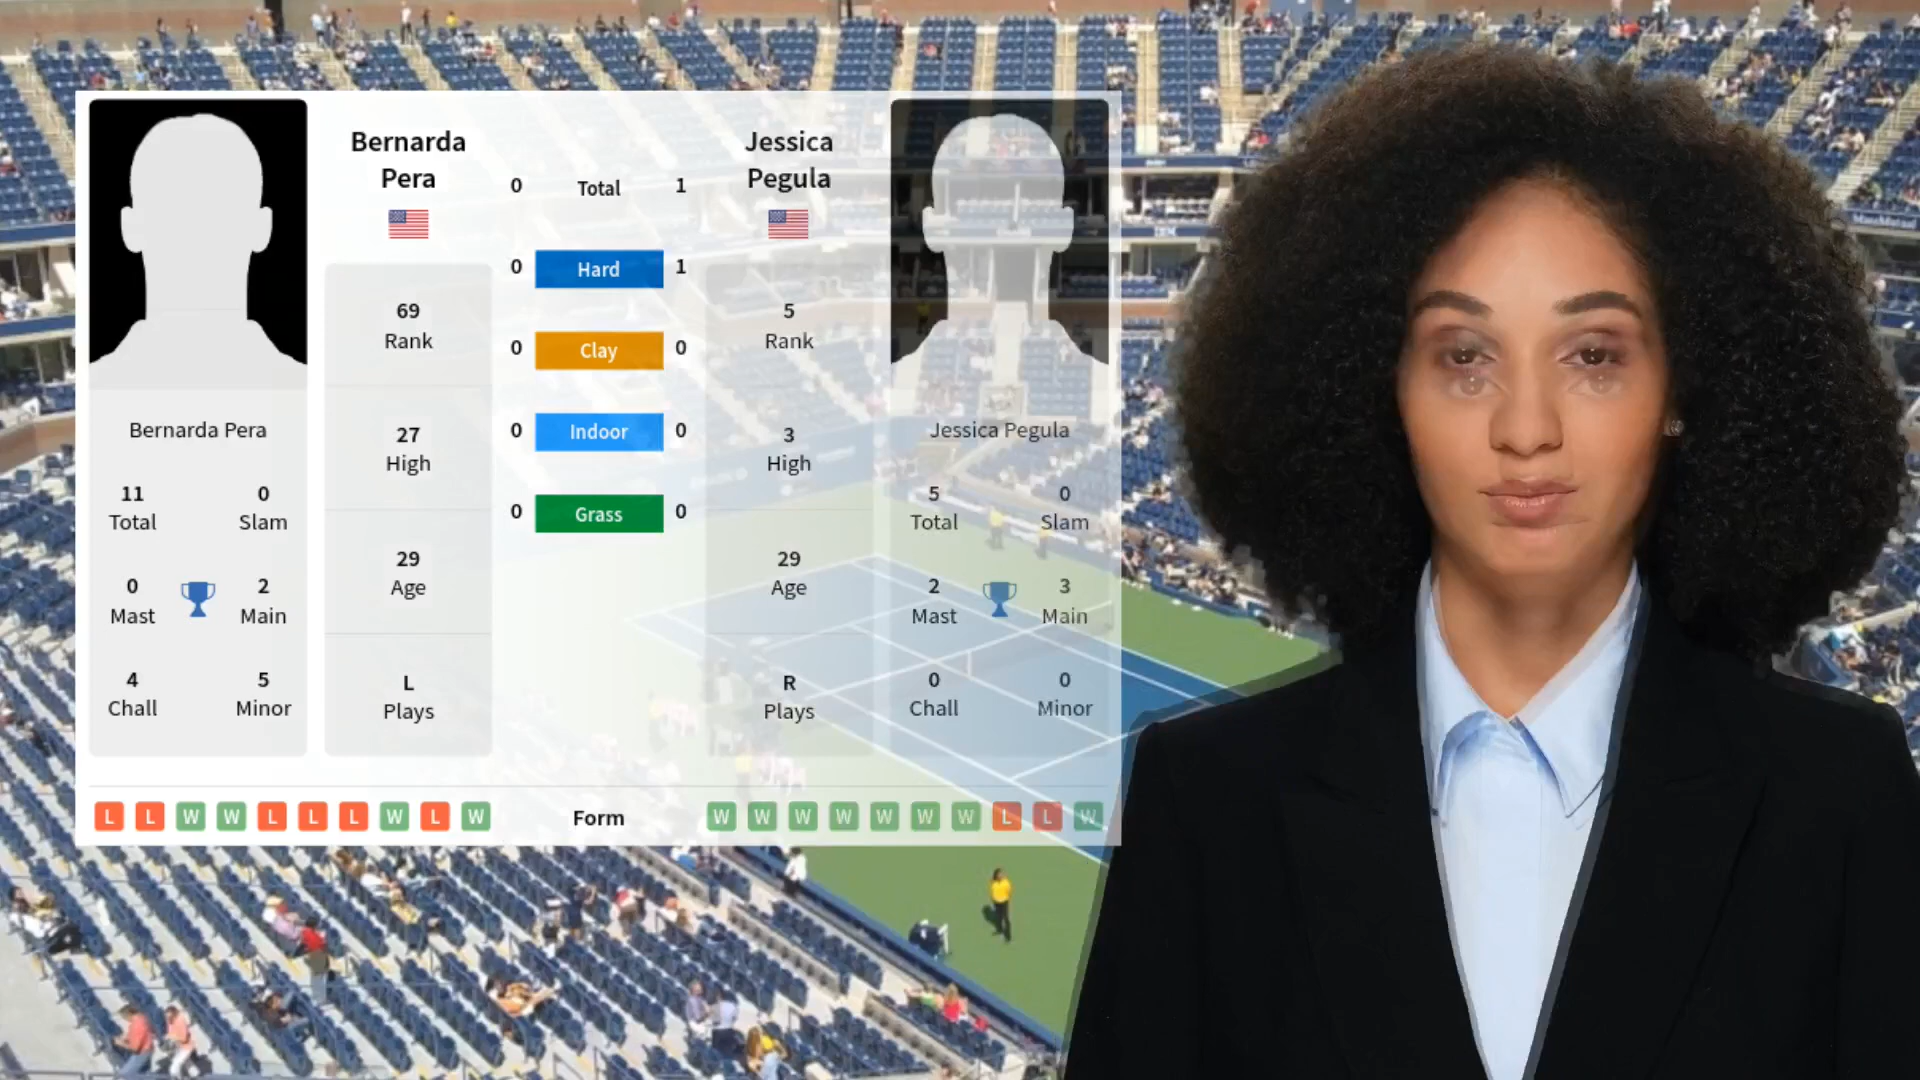 Bernarda
Pera
69
Rank
27
High
29
Age
L
Plays
Bernarda Pera
11
Total
0
Slam
0
Mast
2
Main
4
Chall
5
Minor
0 Total 1
0 Hard 1
0 Clay 0
0 Indoor 0
0 Grass 0
Jessica
Pegula
5
Rank
3
High
29
Age
R
Plays
Jessica Pegula
5
Total
0
Slam
2
Mast
3
Main
0
Chall
0
Minor
L L W W L L L W L W Form W W W W W W W L L W
IBM